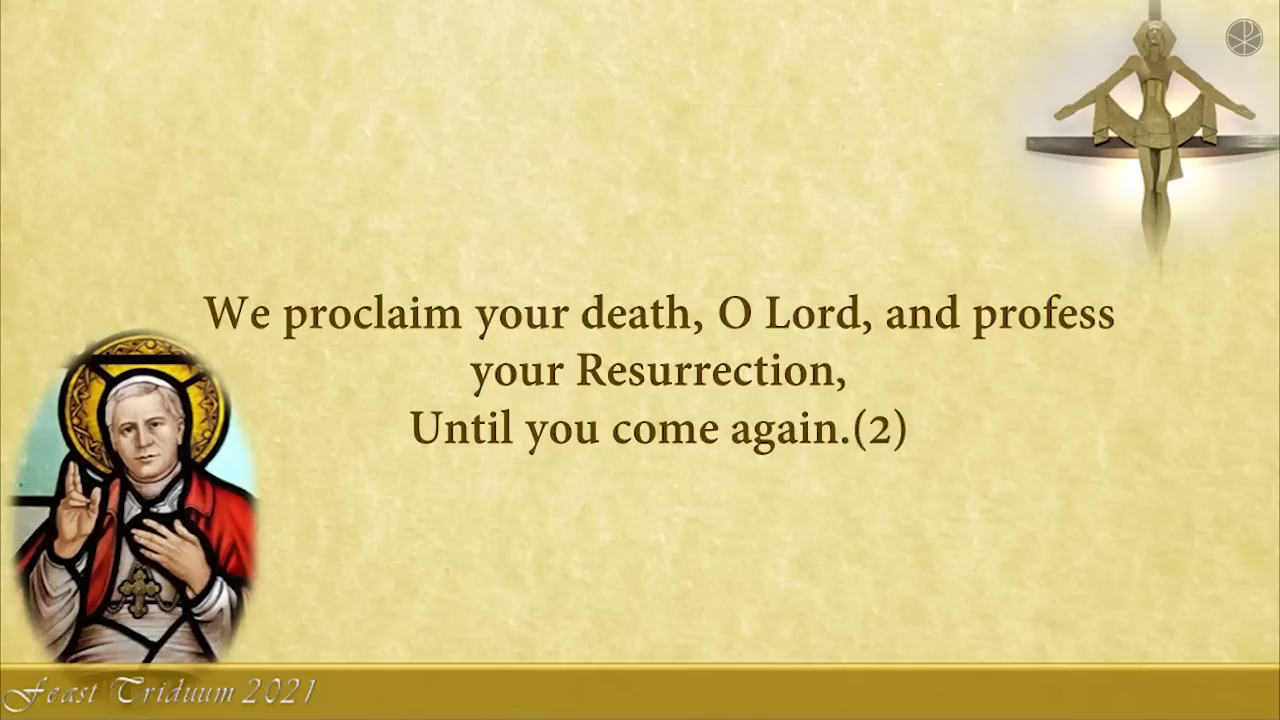 We proclaim your death, O Lord, and profess
your Resurrection,
Until you come again.(2)
Feast Triduum 2021